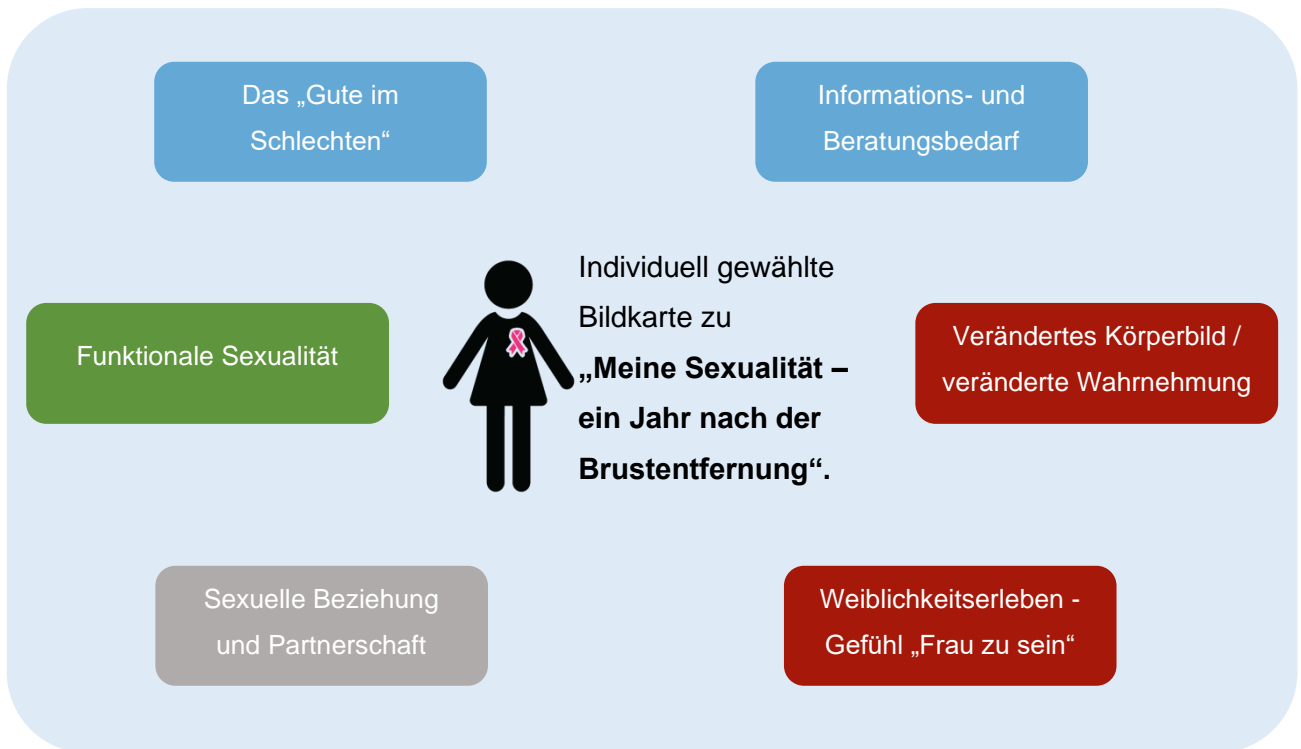 Das „Gute im
Schlechten“
Informations- und
Beratungsbedarf
Funktionale Sexualität
Individuell gewählte
Bildkarte zu
„Meine Sexualität –
ein Jahr nach der
Brustentfernung“.
Verändertes Körperbild /
veränderte Wahrnehmung
Sexuelle Beziehung
und Partnerschaft
Weiblichkeitserleben -
Gefühl „Frau zu sein“